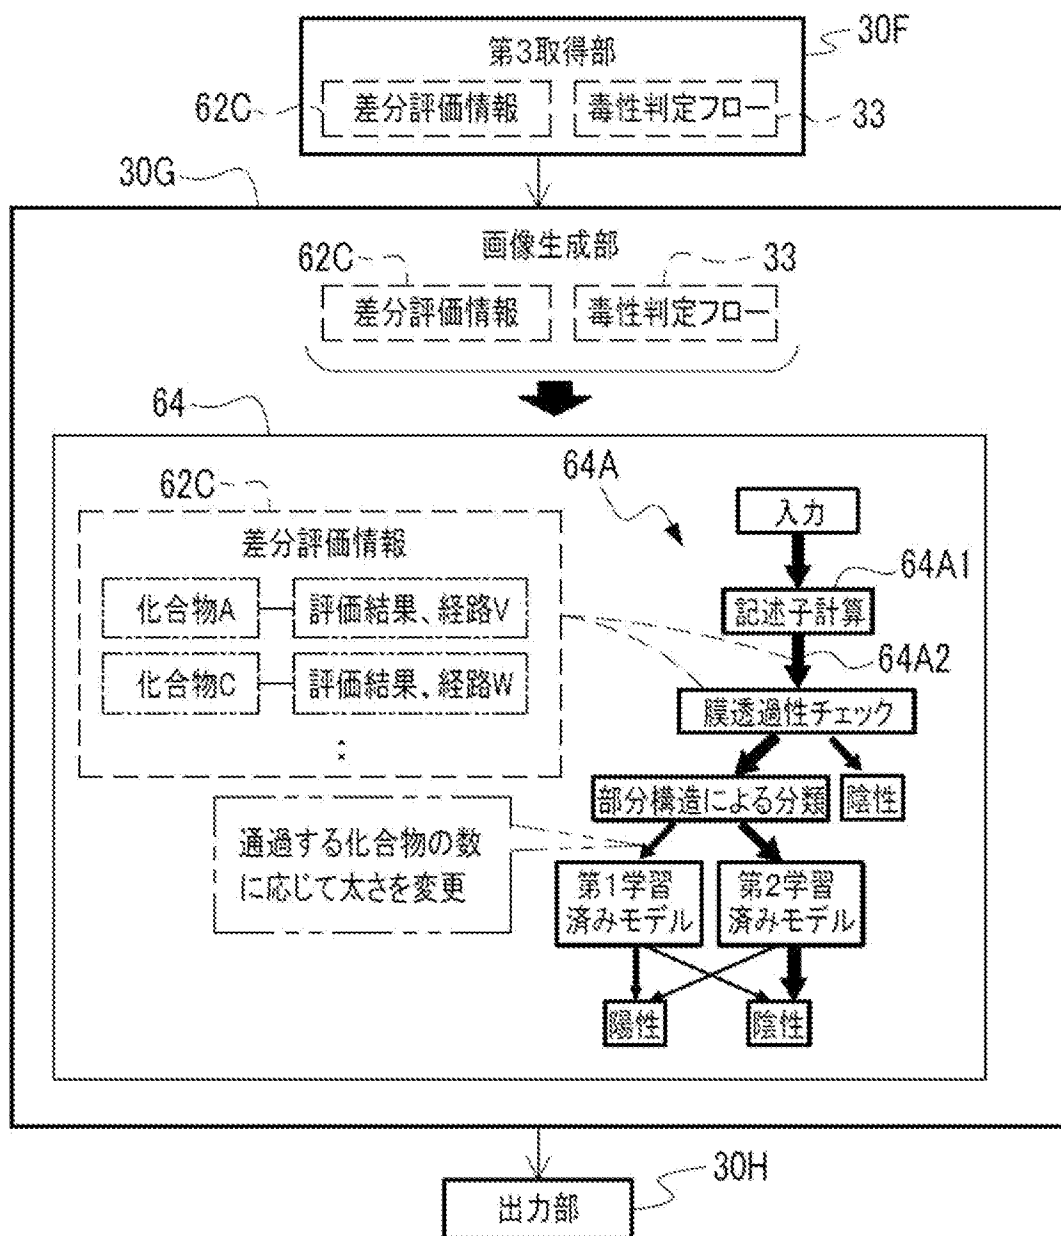 第3取得部
30F
62C
差分評価情報
毒性判定フロー
33
30G
画像生成部
62C
33
差分評価情報
毒性判定フロー
64
62C
差分評価情報
化合物A
評価結果、経路V
化合物C
評価結果、経路W
64A
入力
64A1
記述子計算
64A2
膜透過性チェック
部分構造による分類
陰性
通過する化合物の数
に応じて太さを変更
第1学習
済みモデル
第2学習
済みモデル
陽性
陰性
30H
出力部